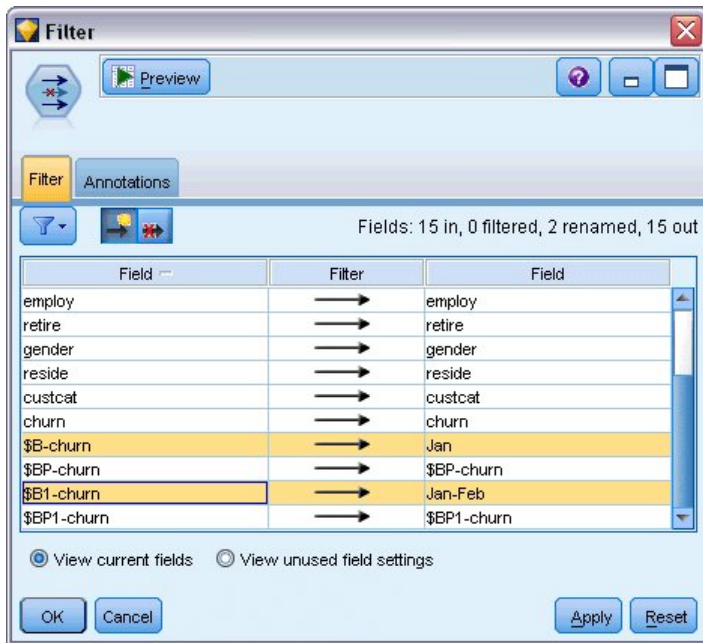 Filter
Preview
Filter
Annotations
Fields: 15 in, 0 filtered, 2 renamed, 15 out
Field Filter Field
employ employ
retire retire
gender gender
reside reside
custcat custcat
churn churn
$B-churn Jan
$BP-churn $BP-churn
$B1-churn Jan-Feb
$BP1-churn $BP1-churn
View current fields View unused field settings
OK Cancel Apply Reset